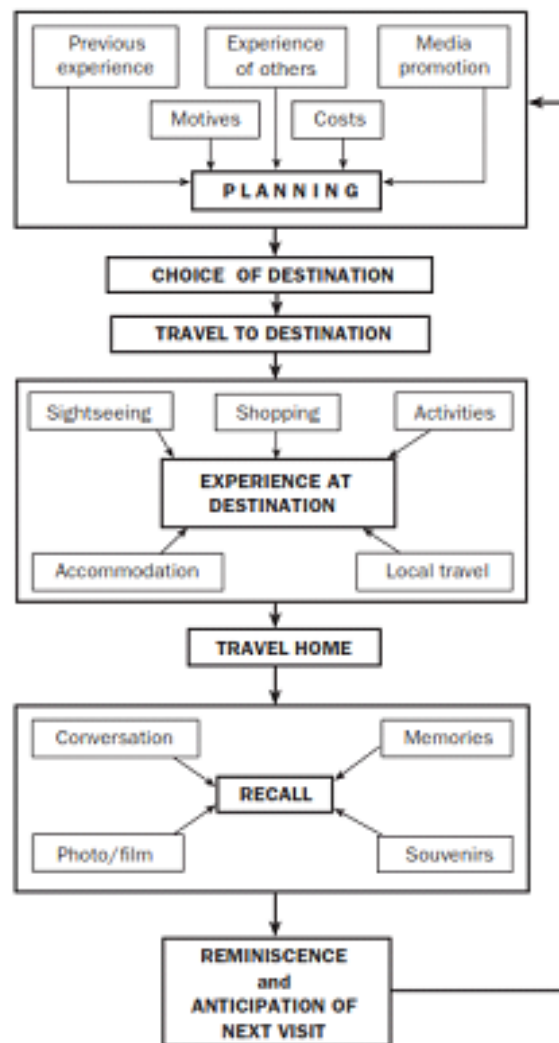 Previous
experience
Experience
of others
Media
promotion
Motives
Costs
PLANNING
CHOICE OF DESTINATION
TRAVEL TO DESTINATION
Sightseeing
Shopping
Activities
EXPERIENCE AT
DESTINATION
Accommodation
Local travel
TRAVEL HOME
Conversation
Memories
RECALL
Photo/film
Souvenirs
REMINISCENCE
and
ANTICIPATION OF
NEXT VISIT